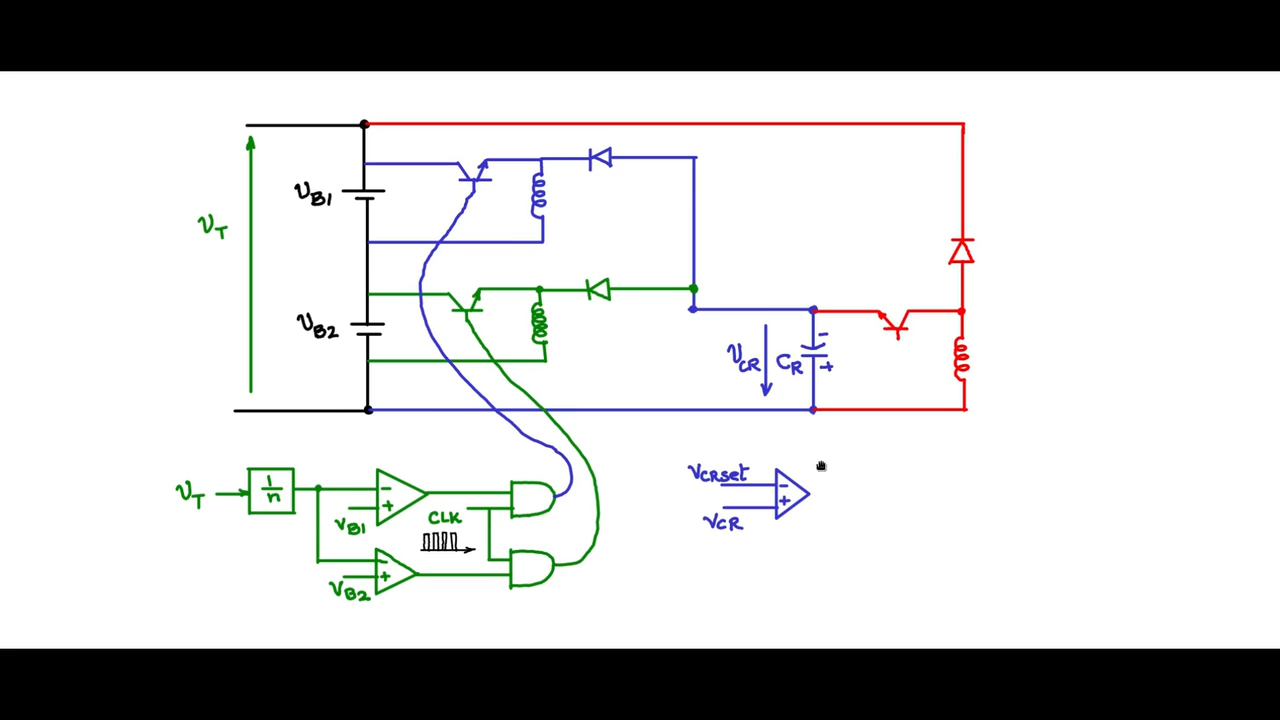 V_B1
V_T
V_B2
V_CR
C_R
-
+
V_T
1/n
-
+
V_B1
CLK
-
+
V_B2
V_CRset
-
+
V_CR